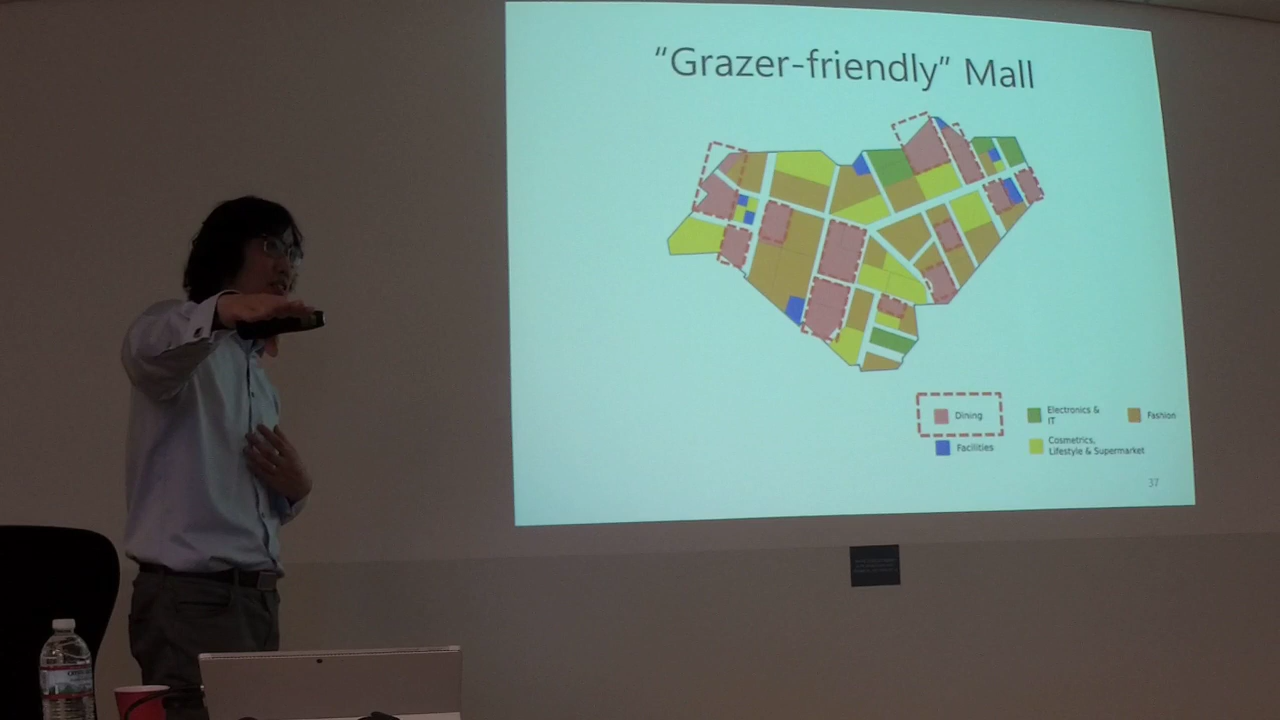 "Grazer-friendly" Mall
Dining
Electronics &
IT
Fashion
Facilities
Cosmetrics,
Lifestyle & Supermarket
37